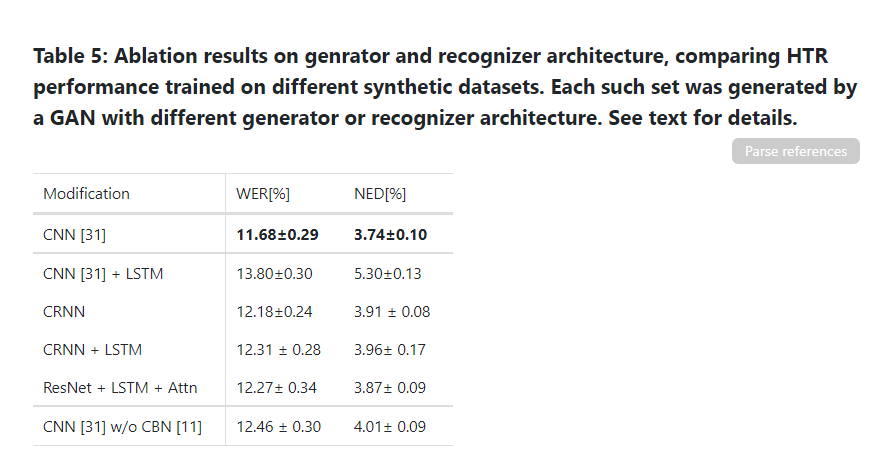 Table 5: Ablation results on genrator and recognizer architecture, comparing HTR
performance trained on different synthetic datasets. Each such set was generated by
a GAN with different generator or recognizer architecture. See text for details.
Parse references
Modification WER[%] NED[%]
CNN [31] 11.68±0.29 3.74±0.10
CNN [31] + LSTM 13.80±0.30 5.30±0.13
CRNN 12.18±0.24 3.91 ± 0.08
CRNN + LSTM 12.31 ± 0.28 3.96± 0.17
ResNet + LSTM + Attn 12.27± 0.34 3.87± 0.09
CNN [31] w/o CBN [11] 12.46 ± 0.30 4.01± 0.09